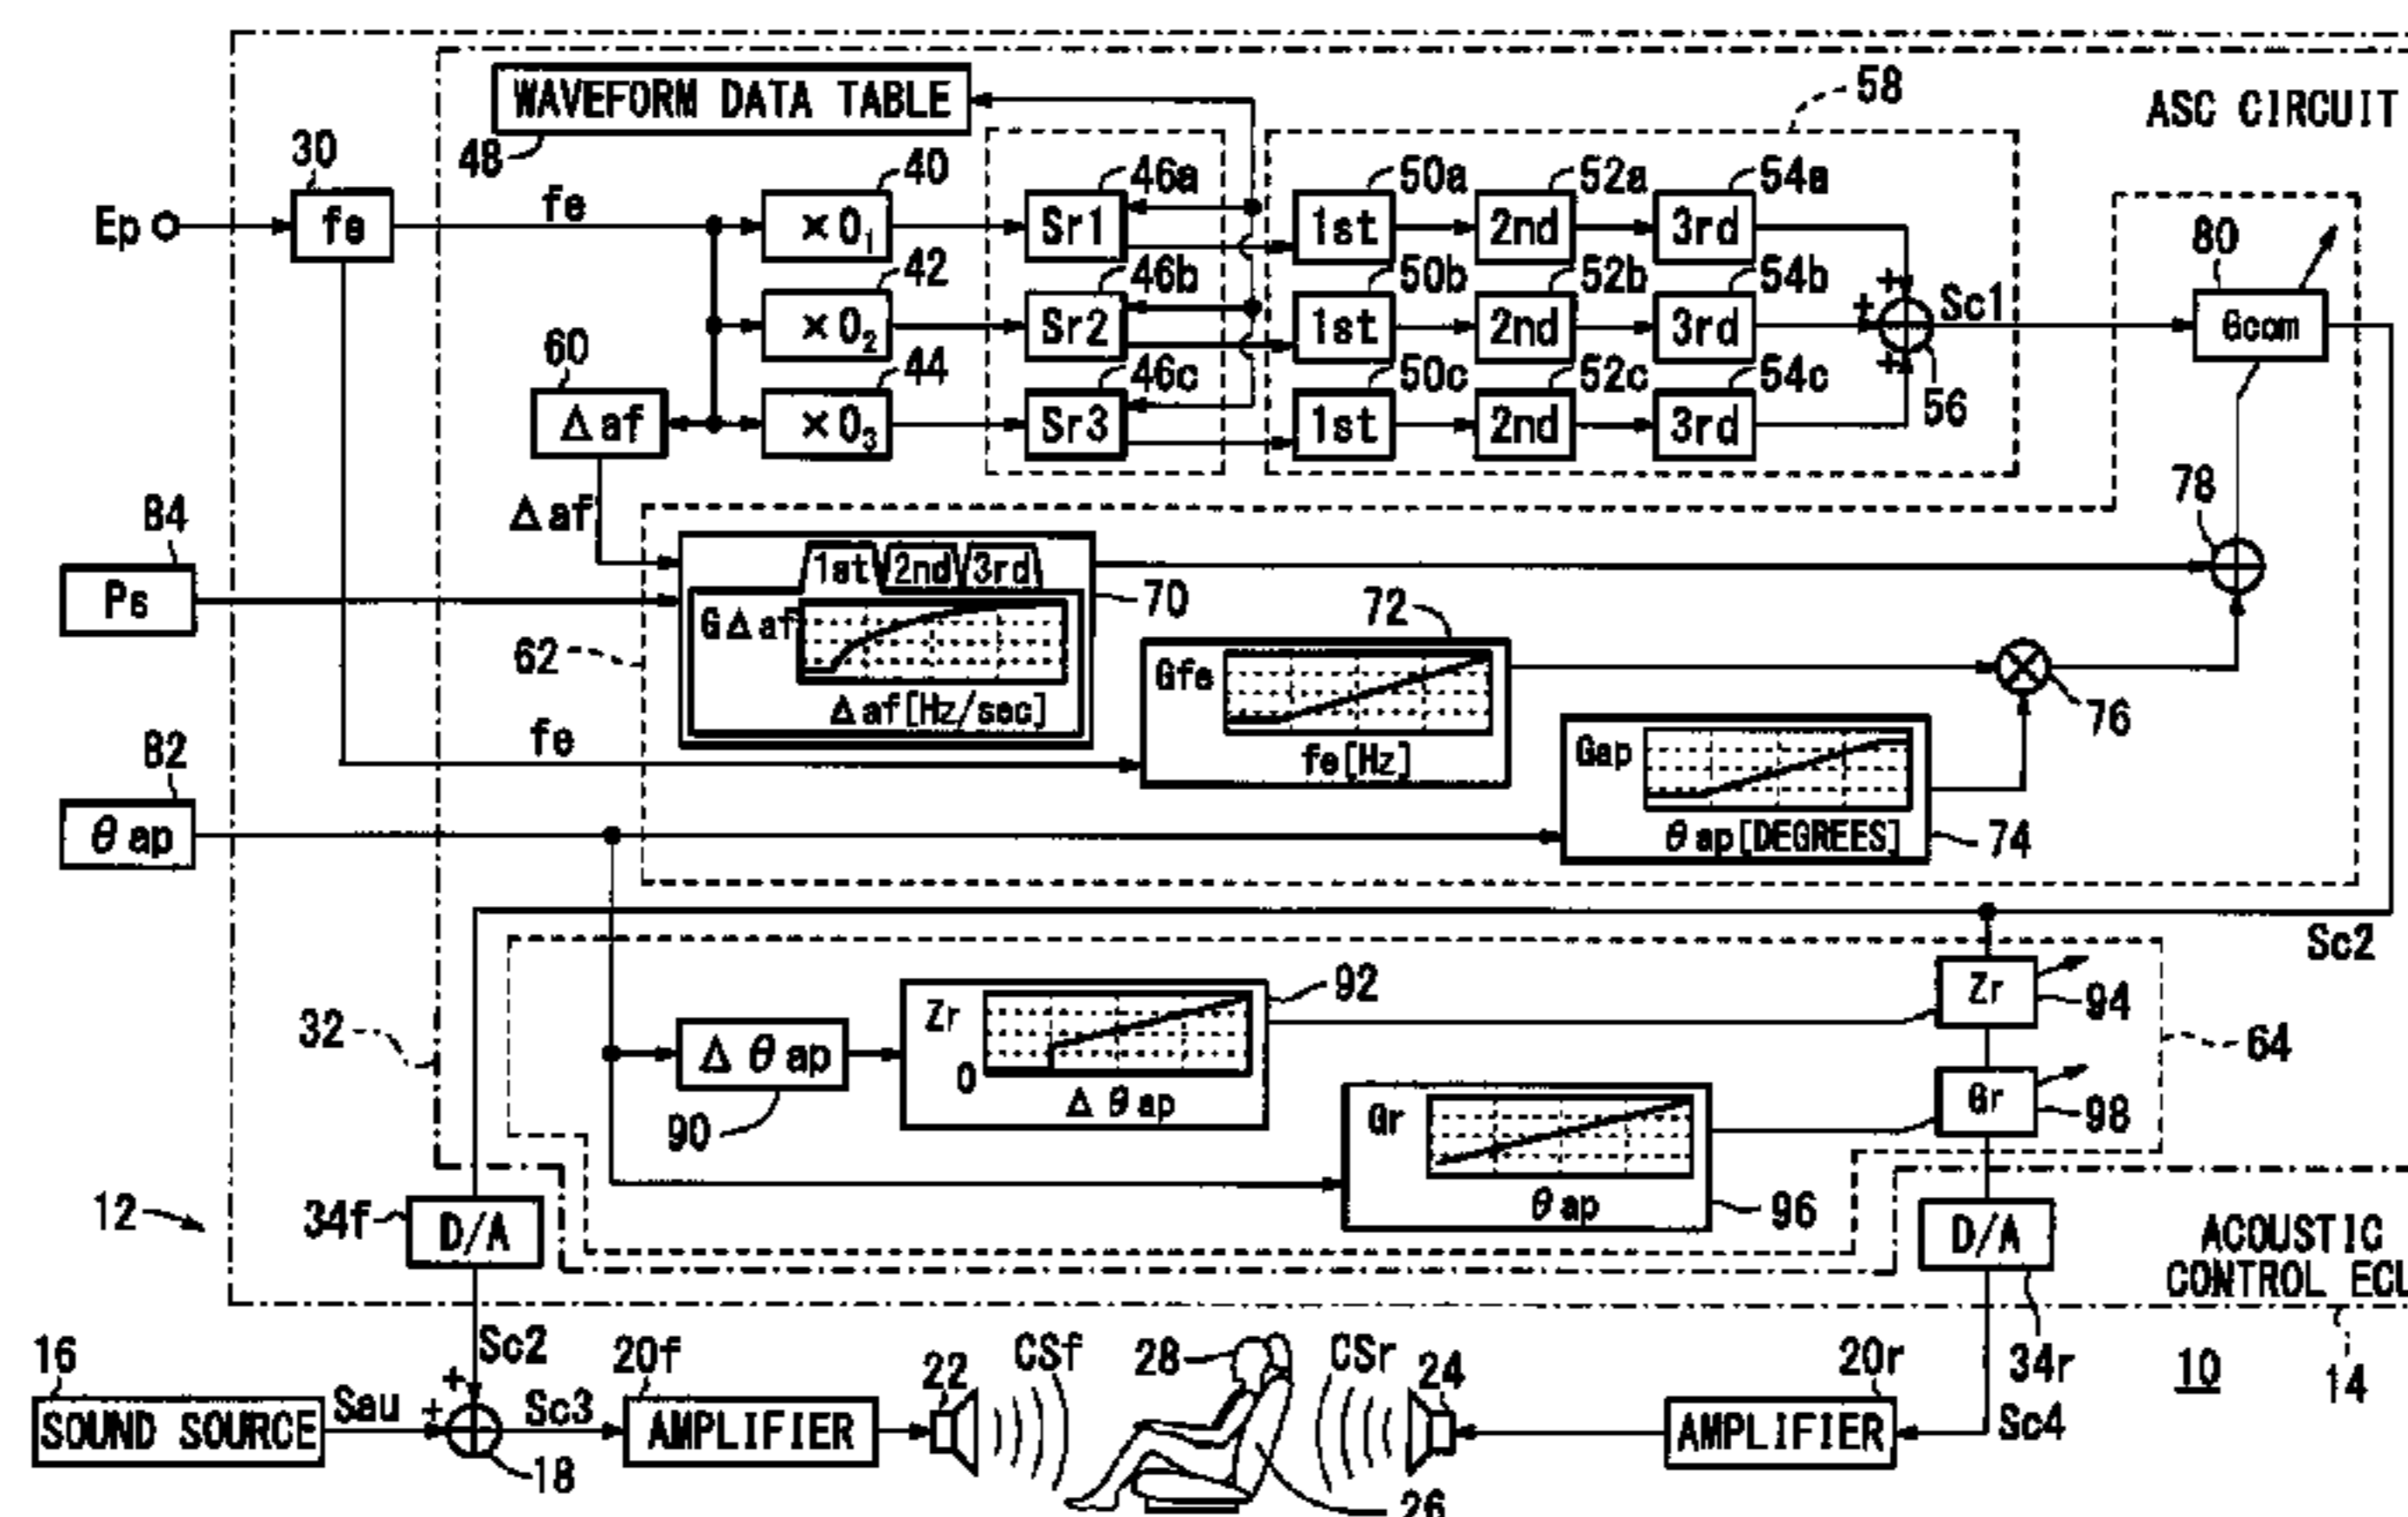 WAVEFORM DATA TABLE
48
58
ASC CIRCUIT
30
fe
Ep
fe
40
×O₁
42
×O₂
44
×O₃
46a
Sr1
46b
Sr2
46c
Sr3
50a
1st
52a
2nd
54a
3rd
50b
1st
52b
2nd
54b
3rd
50c
1st
52c
2nd
54c
3rd
+
+
+
56
Sc1
80
Gcom
60
Δaf
Δaf
84
Ps
62
1st 2nd 3rd
GΔaf
Δaf[Hz/sec]
70
78
72
Gfe
fe[Hz]
76
fe
82
θap
Gap
θap[DEGREES]
74
Sc2
32
90
Δθap
92
Zr
0
Δθap
Zr
94
64
Gr
98
Gr
θap
96
12
34f
D/A
D/A
34r
ACOUSTIC
CONTROL ECU
14
10
16
SOUND SOURCE
Sau
+
+
Sc2
18
Sc3
20f
AMPLIFIER
22
CSf
28
26
CSr
24
20r
AMPLIFIER
Sc4